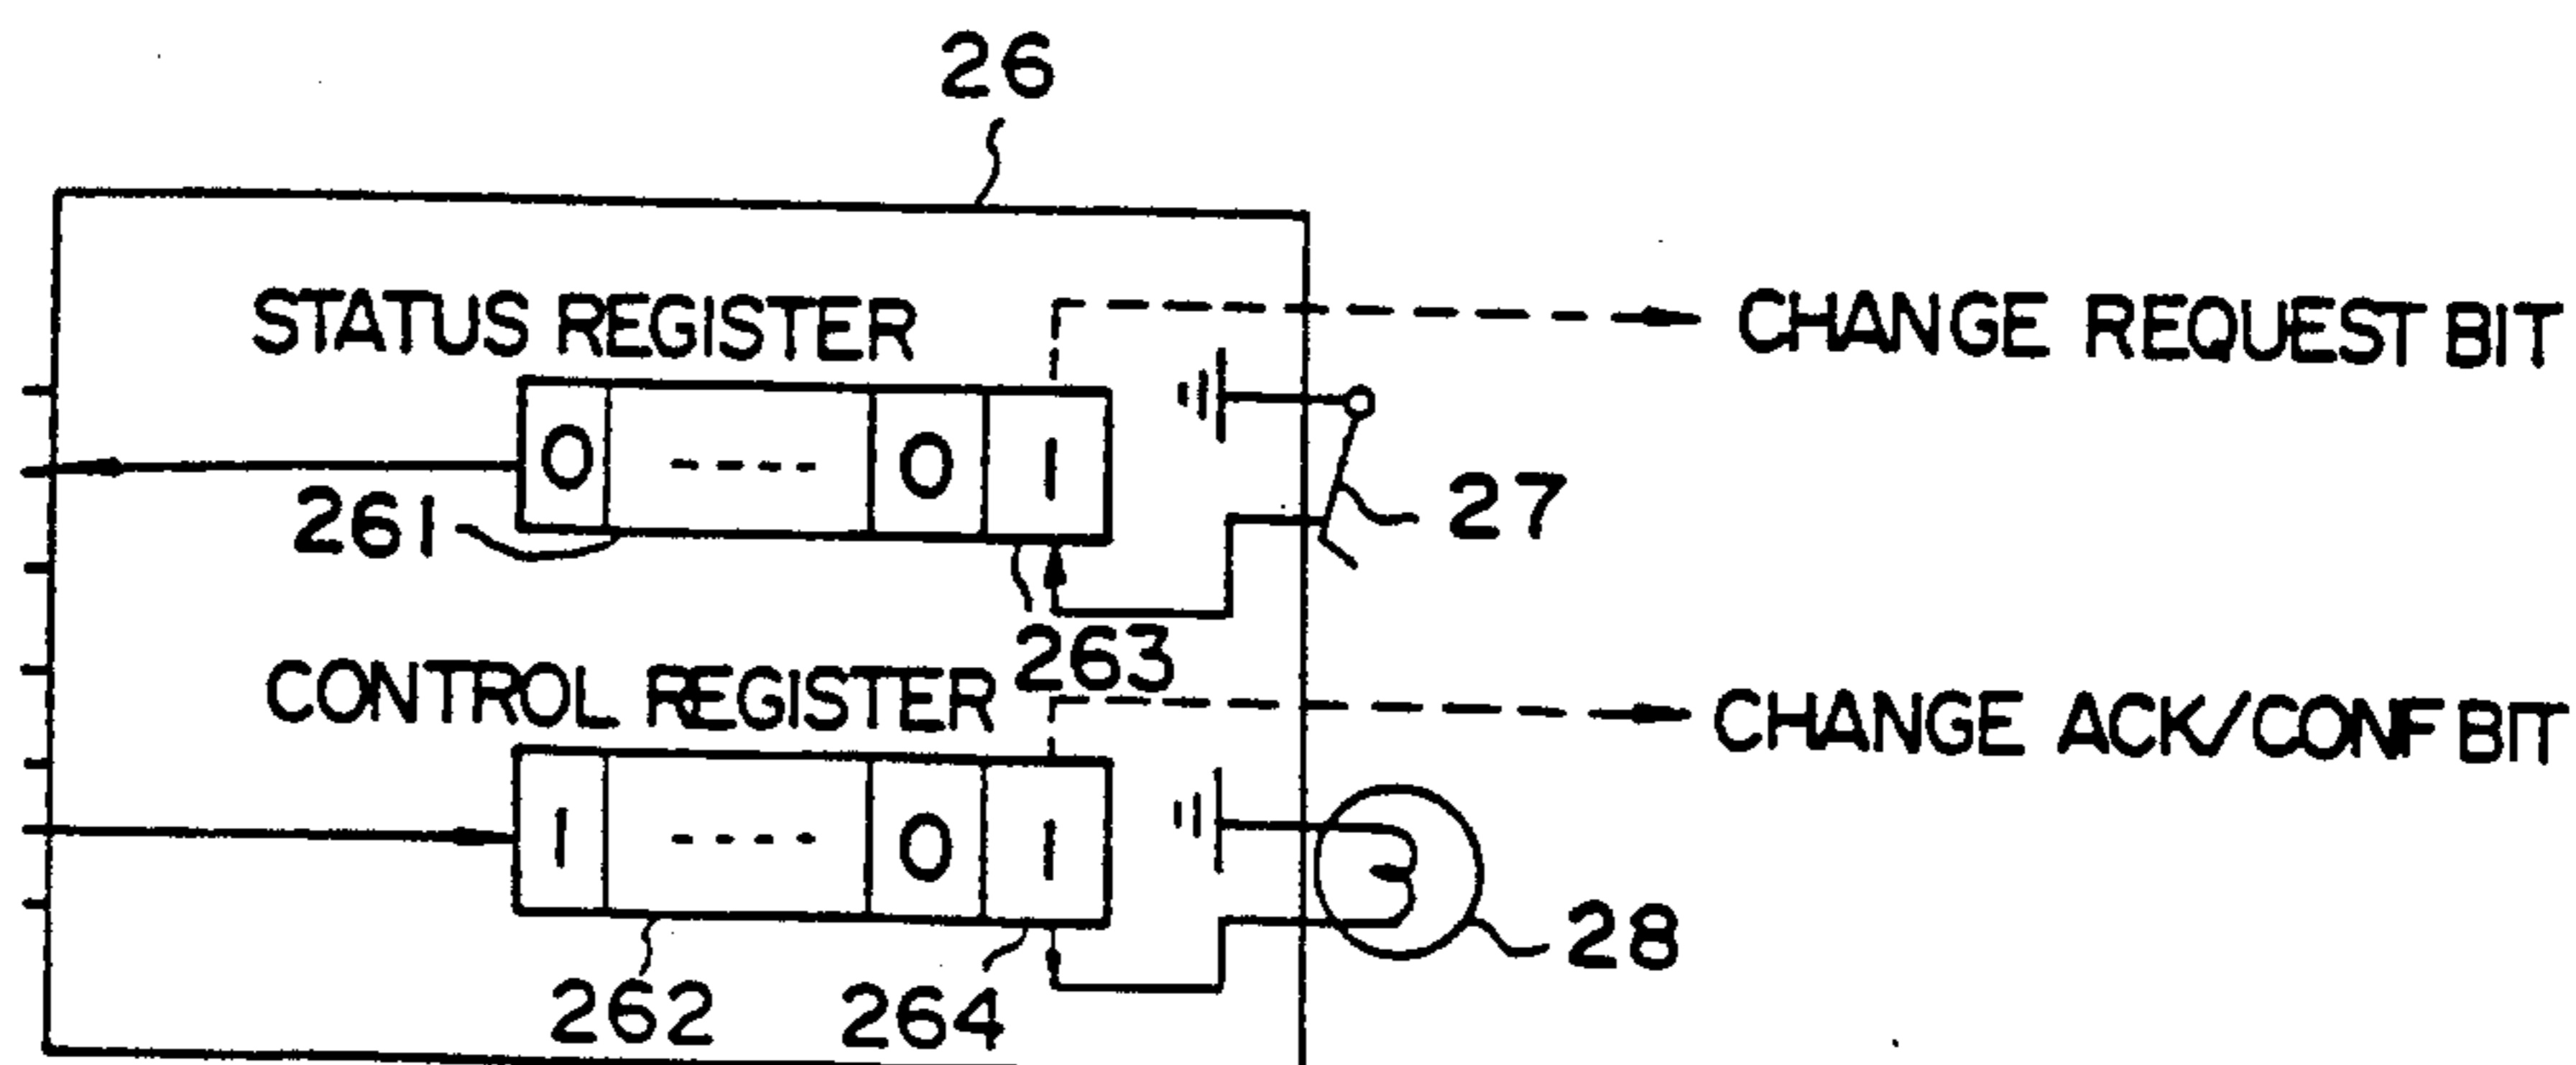 26
STATUS REGISTER
CHANGE REQUEST BIT
0 ---- 0 1
261
27
263
CONTROL REGISTER
CHANGE ACK/CONF BIT
1 ---- 0 1
28
262
264